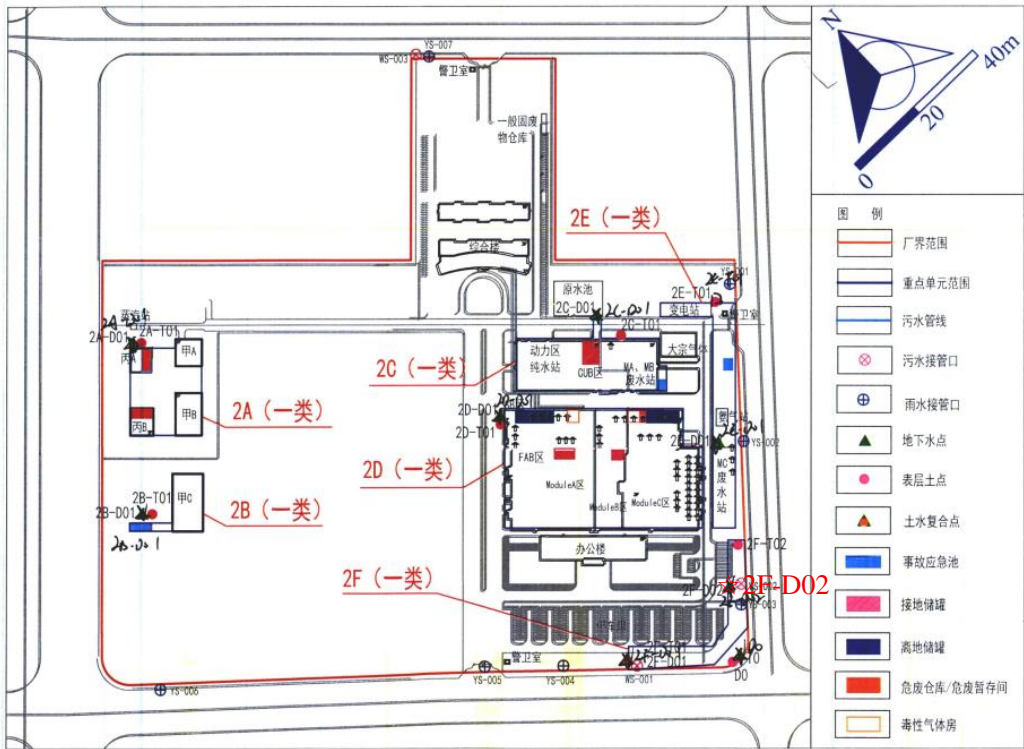 YS-007
WS-003
警卫室
一般固废
物仓库
综合楼
2E（一类）
YS-001
原水池
2E-T01
变电站
警卫室
2C-D01
2C-D01
2C-T01
2A-D01
2A-T01
丙A
甲A
动力区
纯水站
CUB区
MA、MB
废水站
大宗气体
2C（一类）
2A（一类）
甲B
丙B
2D-D01
2D-T01
氨气站
YS-002
2D（一类）
FAB区
ModuleA区
ModuleB区
ModuleC区
MC
废
水
站
2B-T01
2B-D01
甲C
2B（一类）
2B-D01
办公楼
2F-T02
2F（一类）
2F-D02
2F-D02
YS-003
警卫室
2F-D01
D0
YS-005
YS-004
WS-001
YS-006
N
40m
20
0
图 例
厂界范围
重点单元范围
污水管线
污水接管口
雨水接管口
地下水点
表层土点
土水复合点
事故应急池
接地储罐
离地储罐
危废仓库/危废暂存间
毒性气体房